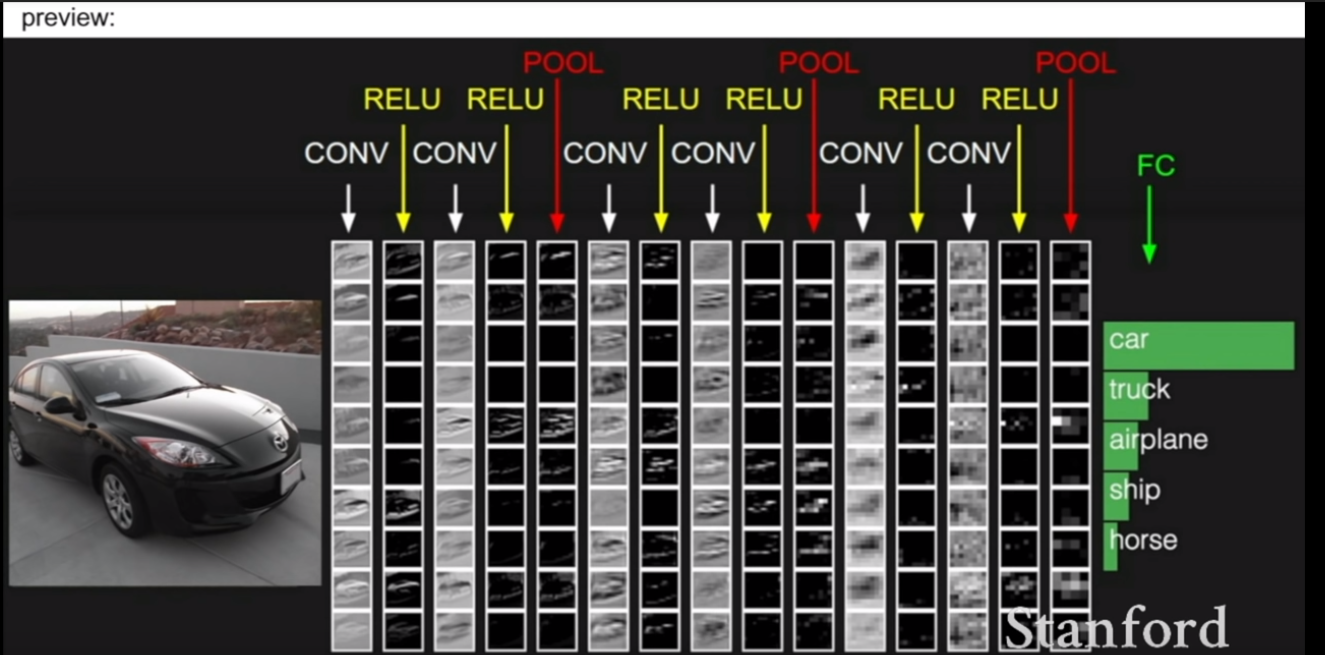 preview:
POOL POOL POOL
RELU RELU RELU RELU RELU RELU
CONV CONV CONV CONV CONV CONV
FC
car
truck
airplane
ship
horse
Stanford